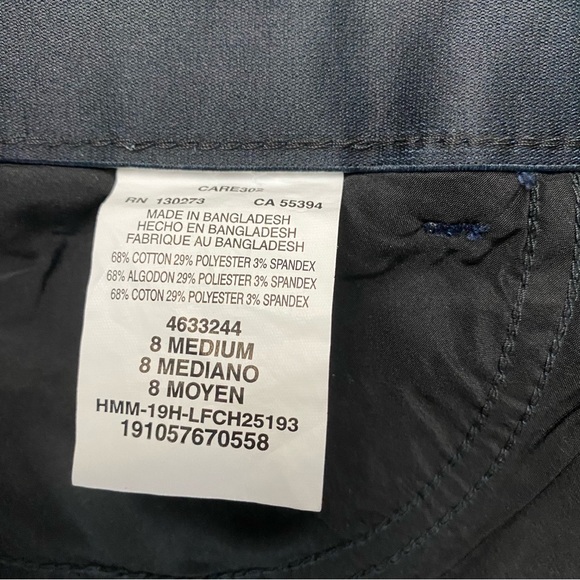 CARE302
RN 130273 CA 55394
MADE IN BANGLADESH
HECHO EN BANGLADESH
FABRIQUE AU BANGLADESH
68% COTTON 29% POLYESTER 3% SPANDEX
68% ALGODON 29% POLIESTER 3% SPANDEX
68% COTON 29% POLYESTER 3% SPANDEX
4633244
8 MEDIUM
8 MEDIANO
8 MOYEN
HMM-19H-LFCH25193
191057670558